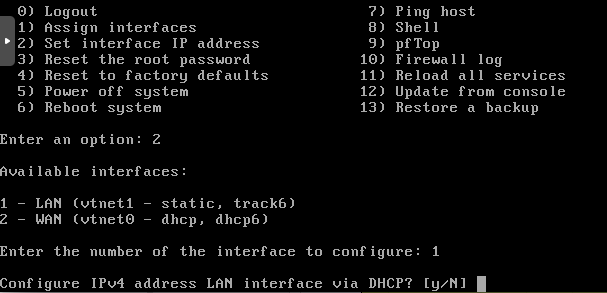 0) Logout                              7) Ping host
1) Assign interfaces                   8) Shell
2) Set interface IP address            9) pfTop
3) Reset the root password            10) Firewall log
4) Reset to factory defaults          11) Reload all services
5) Power off system                   12) Update from console
6) Reboot system                      13) Restore a backup
Enter an option: 2
Available interfaces:
1 - LAN (vtnet1 - static, track6)
2 - WAN (vtnet0 - dhcp, dhcp6)
Enter the number of the interface to configure: 1
Configure IPv4 address LAN interface via DHCP? [y/N]